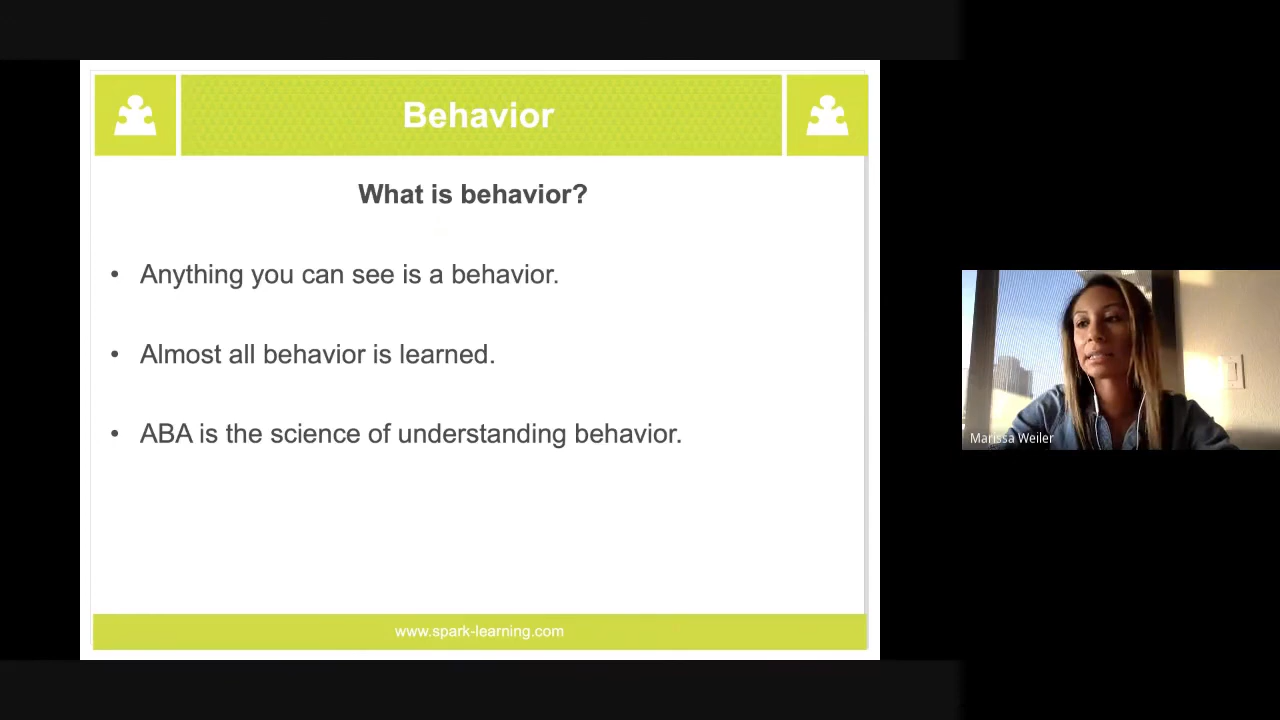 Behavior
What is behavior?
• Anything you can see is a behavior.
• Almost all behavior is learned.
• ABA is the science of understanding behavior.
www.spark-learning.com
Marissa Weiler